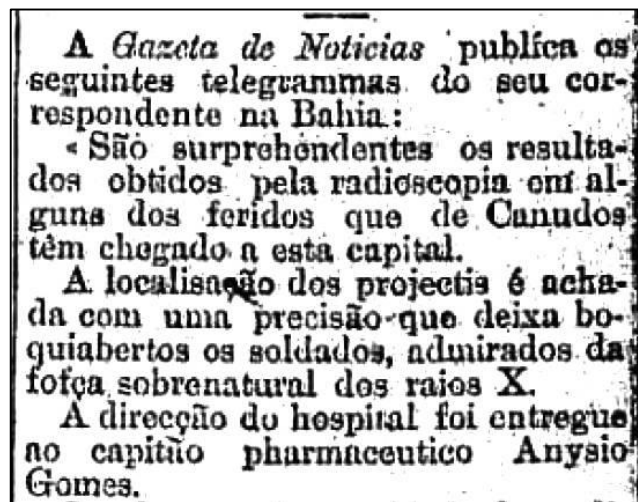 A Gazeta de Noticias publica os
seguintes telegrammas do seu cor-
respondente na Bahia:
«São surprehendentes os resulta-
dos obtidos pela radioscopia em al-
guns dos feridos que de Canudos
têm chegado a esta capital.
A localisação dos projectis é acha-
da com uma precisão que deixa bo-
quiabertos os soldados, admirados da
força sobrenatural dos raios X.
A direcção do hospital foi entregue
ao capitão pharmaceutico Anysio
Gomes.